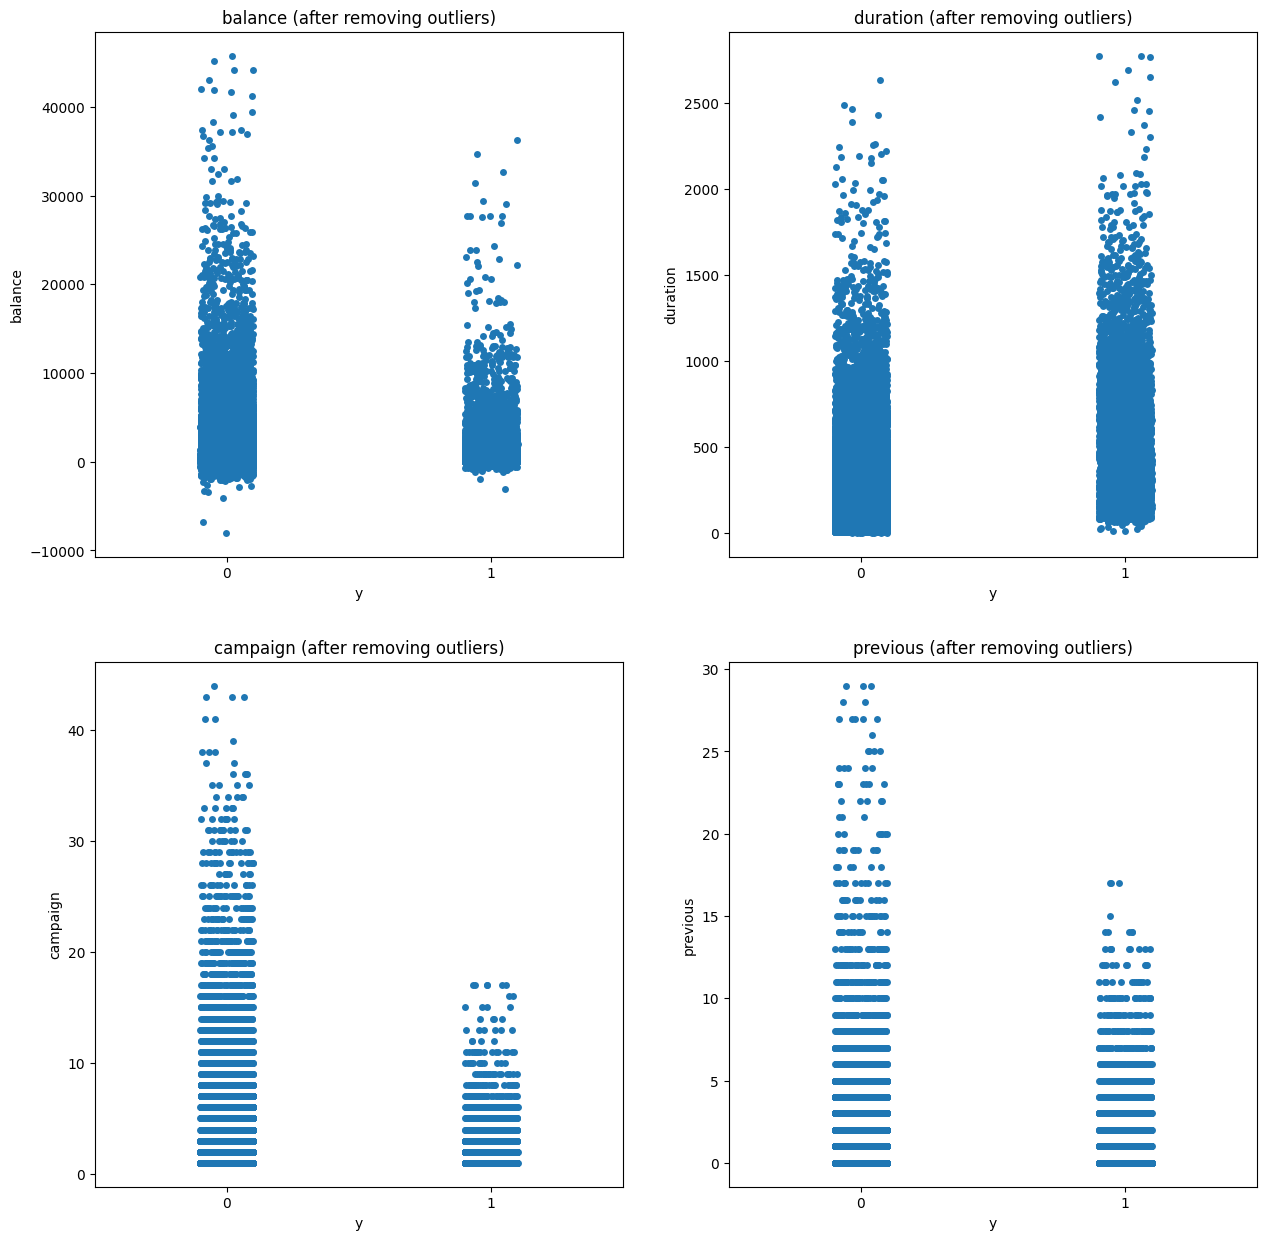 balance (after removing outliers)
40000
30000
20000
10000
0
−10000
balance
0
1
y
duration (after removing outliers)
2500
2000
1500
1000
500
0
duration
0
1
y
campaign (after removing outliers)
40
30
20
10
0
campaign
0
1
y
previous (after removing outliers)
30
25
20
15
10
5
0
previous
0
1
y